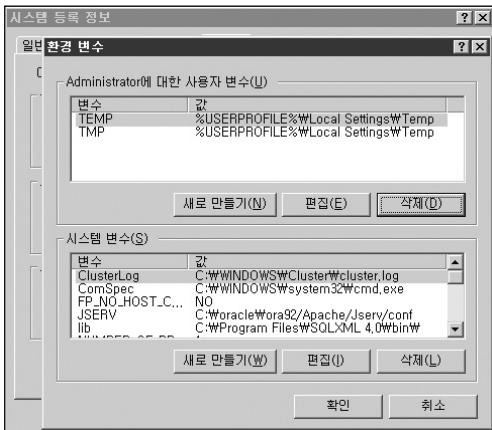 시스템 등록 정보
일반
환경 변수
Administrator에 대한 사용자 변수(U)
변수 값
TEMP %USERPROFILE%₩Local Settings₩Temp
TMP %USERPROFILE%₩Local Settings₩Temp
새로 만들기(N) 편집(E) 삭제(D)
시스템 변수(S)
변수 값
ClusterLog C:₩WINDOWS₩Cluster₩cluster.log
ComSpec C:₩WINDOWS₩system32₩cmd.exe
FP_NO_HOST_C... NO
JSERV C:₩oracle₩ora92/Apache/Jserv/conf
lib C:₩Program Files₩SQLXML 4.0₩bin₩
새로 만들기(W) 편집(I) 삭제(L)
확인 취소